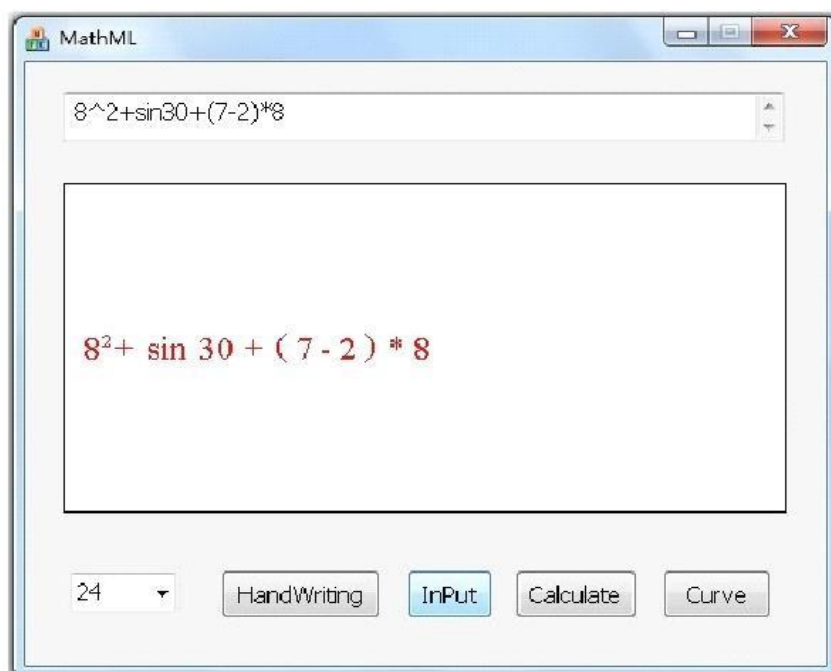 MathML
8^2+sin30+(7-2)*8
8²+ sin 30 + ( 7 - 2 ) * 8
24 HandWriting InPut Calculate Curve